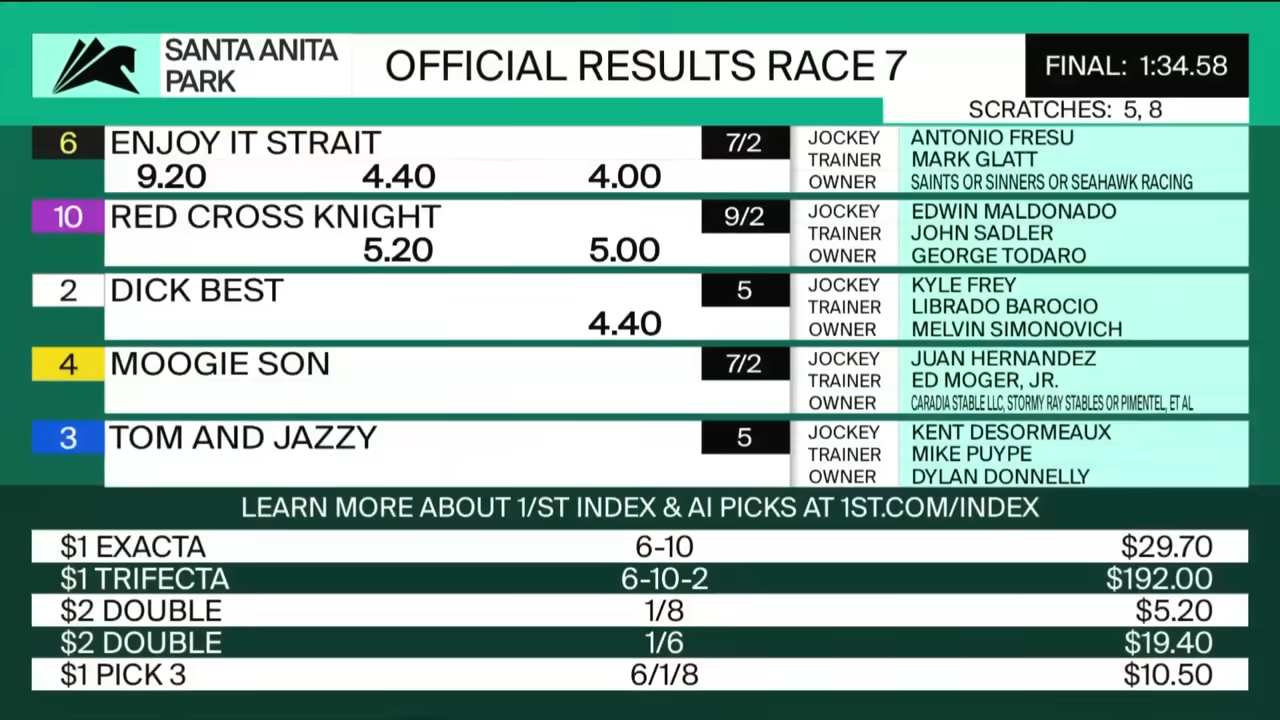 SANTA ANITA
PARK
OFFICIAL RESULTS RACE 7
FINAL: 1:34.58
SCRATCHES: 5, 8
6 ENJOY IT STRAIT 7/2
9.20 4.40 4.00
JOCKEY ANTONIO FRESU
TRAINER MARK GLATT
OWNER SAINTS OR SINNERS OR SEAHAWK RACING
10 RED CROSS KNIGHT 9/2
5.20 5.00
JOCKEY EDWIN MALDONADO
TRAINER JOHN SADLER
OWNER GEORGE TODARO
2 DICK BEST 5
4.40
JOCKEY KYLE FREY
TRAINER LIBRADO BAROCIO
OWNER MELVIN SIMONOVICH
4 MOOGIE SON 7/2
JOCKEY JUAN HERNANDEZ
TRAINER ED MOGER, JR.
OWNER CARADIA STABLE LLC, STORMY RAY STABLES OR PIMENTEL, ET AL
3 TOM AND JAZZY 5
JOCKEY KENT DESORMEAUX
TRAINER MIKE PUYPE
OWNER DYLAN DONNELLY
LEARN MORE ABOUT 1/ST INDEX & AI PICKS AT 1ST.COM/INDEX
$1 EXACTA 6-10 $29.70
$1 TRIFECTA 6-10-2 $192.00
$2 DOUBLE 1/8 $5.20
$2 DOUBLE 1/6 $19.40
$1 PICK 3 6/1/8 $10.50